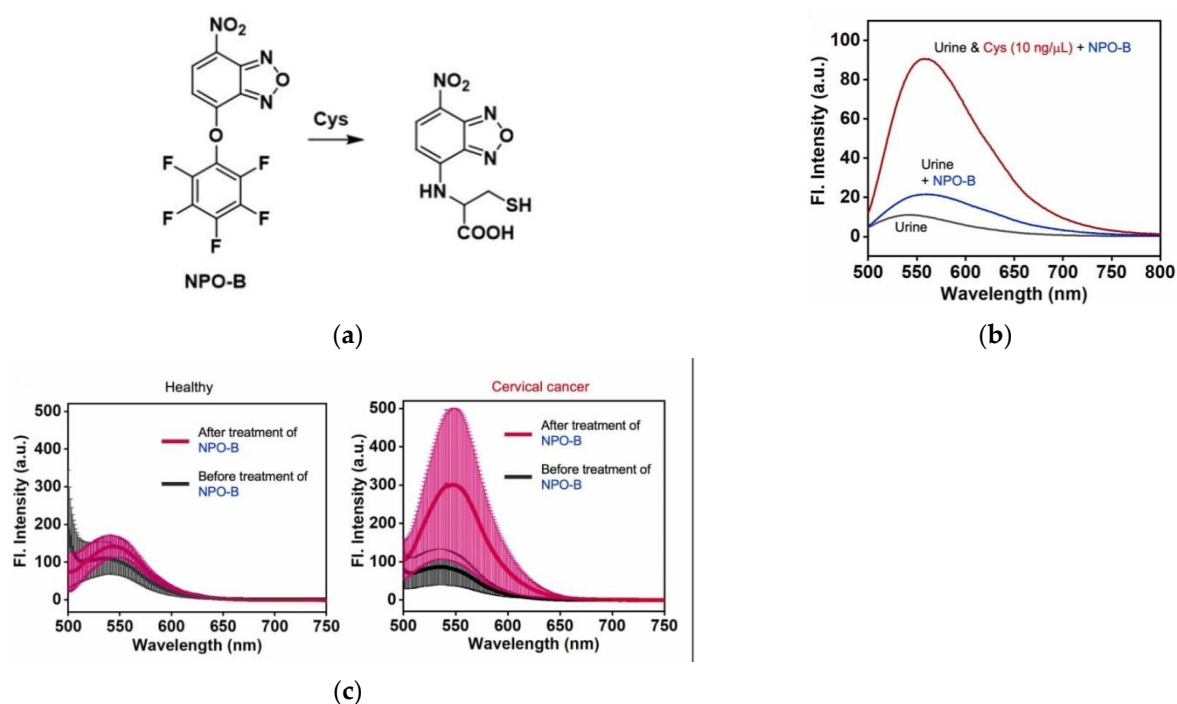 NO₂
N
O
N
O
F
F
F
F
F
NPO-B
Cys
NO₂
N
O
N
HN
SH
COOH
(a)
Fl. Intensity (a.u.)
100
80
60
40
20
0
Urine & Cys (10 ng/μL) + NPO-B
Urine
+ NPO-B
Urine
500 550 600 650 700 750 800
Wavelength (nm)
(b)
Healthy
Fl. Intensity (a.u.)
500
400
300
200
100
0
After treatment of
NPO-B
Before treatment of
NPO-B
500 550 600 650 700 750
Wavelength (nm)
Cervical cancer
Fl. Intensity (a.u.)
500
400
300
200
100
0
After treatment of
NPO-B
Before treatment of
NPO-B
500 550 600 650 700 750
Wavelength (nm)
(c)